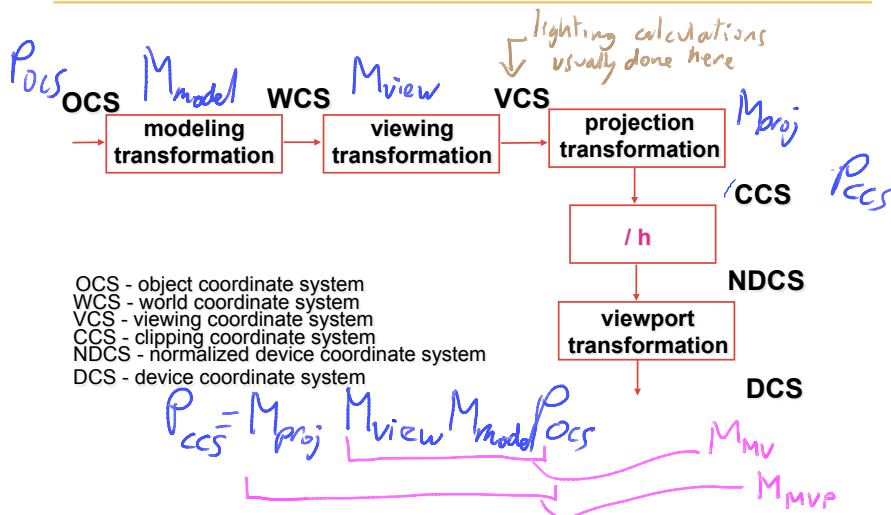 lighting calculations
usually done here
P_OCS
OCS
M_model
WCS
M_view
VCS
modeling
transformation
viewing
transformation
projection
transformation
M_proj
CCS
P_CCS
/ h
NDCS
OCS - object coordinate system
WCS - world coordinate system
VCS - viewing coordinate system
CCS - clipping coordinate system
NDCS - normalized device coordinate system
DCS - device coordinate system
viewport
transformation
DCS
P_CCS = M_proj M_view M_model P_OCS
M_MV
M_MVP